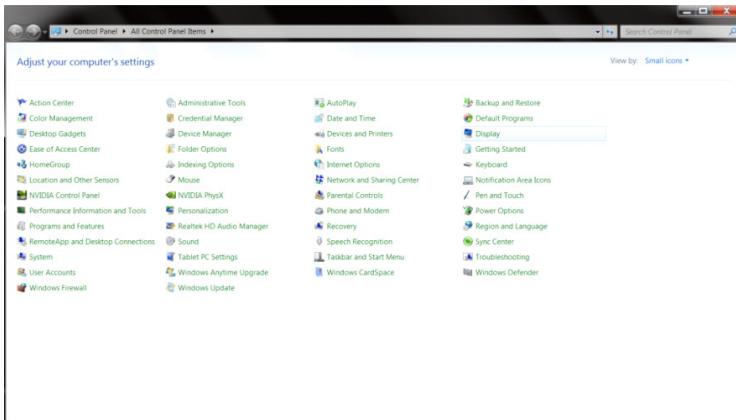 Control Panel ▸ All Control Panel Items ▸
Search Control Panel
Adjust your computer's settings
View by: Small icons
Action Center
Administrative Tools
AutoPlay
Backup and Restore
Color Management
Credential Manager
Date and Time
Default Programs
Desktop Gadgets
Device Manager
Devices and Printers
Display
Ease of Access Center
Folder Options
Fonts
Getting Started
HomeGroup
Indexing Options
Internet Options
Keyboard
Location and Other Sensors
Mouse
Network and Sharing Center
Notification Area Icons
NVIDIA Control Panel
NVIDIA PhysX
Parental Controls
Pen and Touch
Performance Information and Tools
Personalization
Phone and Modem
Power Options
Programs and Features
Realtek HD Audio Manager
Recovery
Region and Language
RemoteApp and Desktop Connections
Sound
Speech Recognition
Sync Center
System
Tablet PC Settings
Taskbar and Start Menu
Troubleshooting
User Accounts
Windows Anytime Upgrade
Windows CardSpace
Windows Defender
Windows Firewall
Windows Update